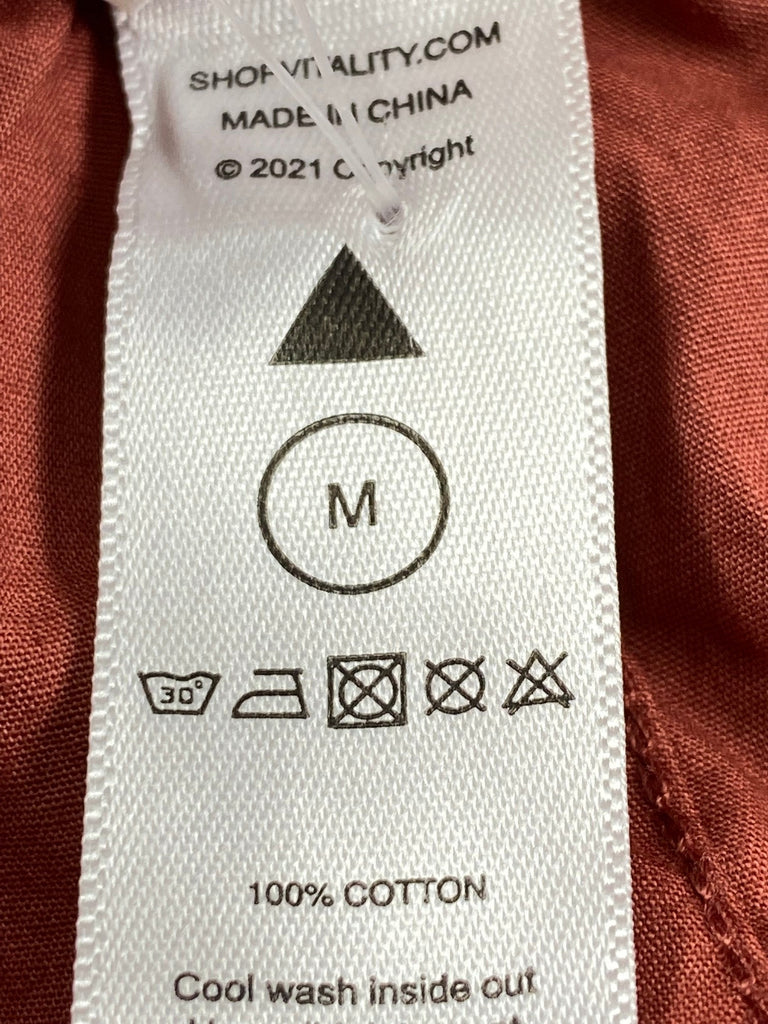 SHOPVITALITY.COM
MADE IN CHINA
© 2021 Copyright
M
30°
100% COTTON
Cool wash inside out